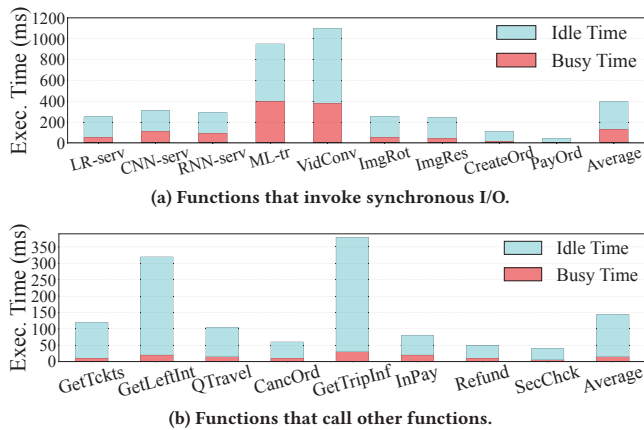 Exec. Time (ms)
1200
1000
800
600
400
200
0
Idle Time
Busy Time
LR-serv
CNN-serv
RNN-serv
ML-tr
VidConv
ImgRot
ImgRes
CreateOrd
PayOrd
Average
(a) Functions that invoke synchronous I/O.
Exec. Time (ms)
350
300
250
200
150
100
50
0
Idle Time
Busy Time
GetTckts
GetLeftInt
QTravel
CancOrd
GetTripInf
InPay
Refund
SecChck
Average
(b) Functions that call other functions.